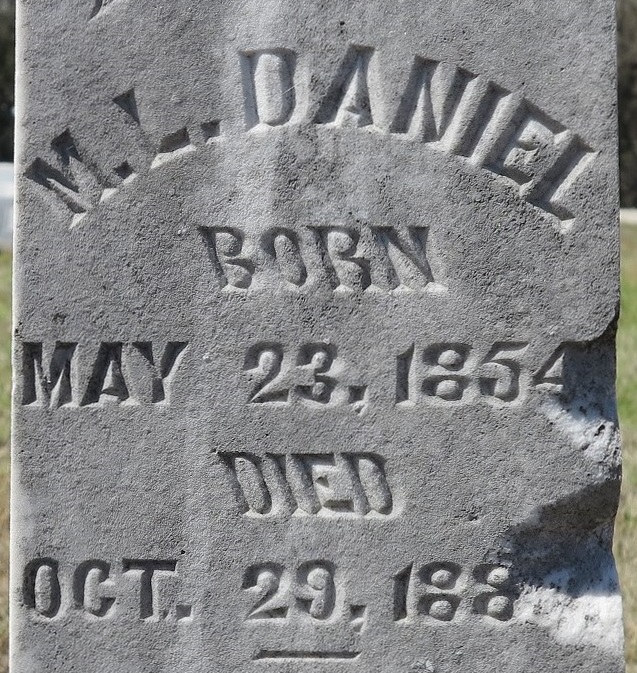 M. L. DANIEL
BORN
MAY 23, 1854
DIED
OCT. 29, 188